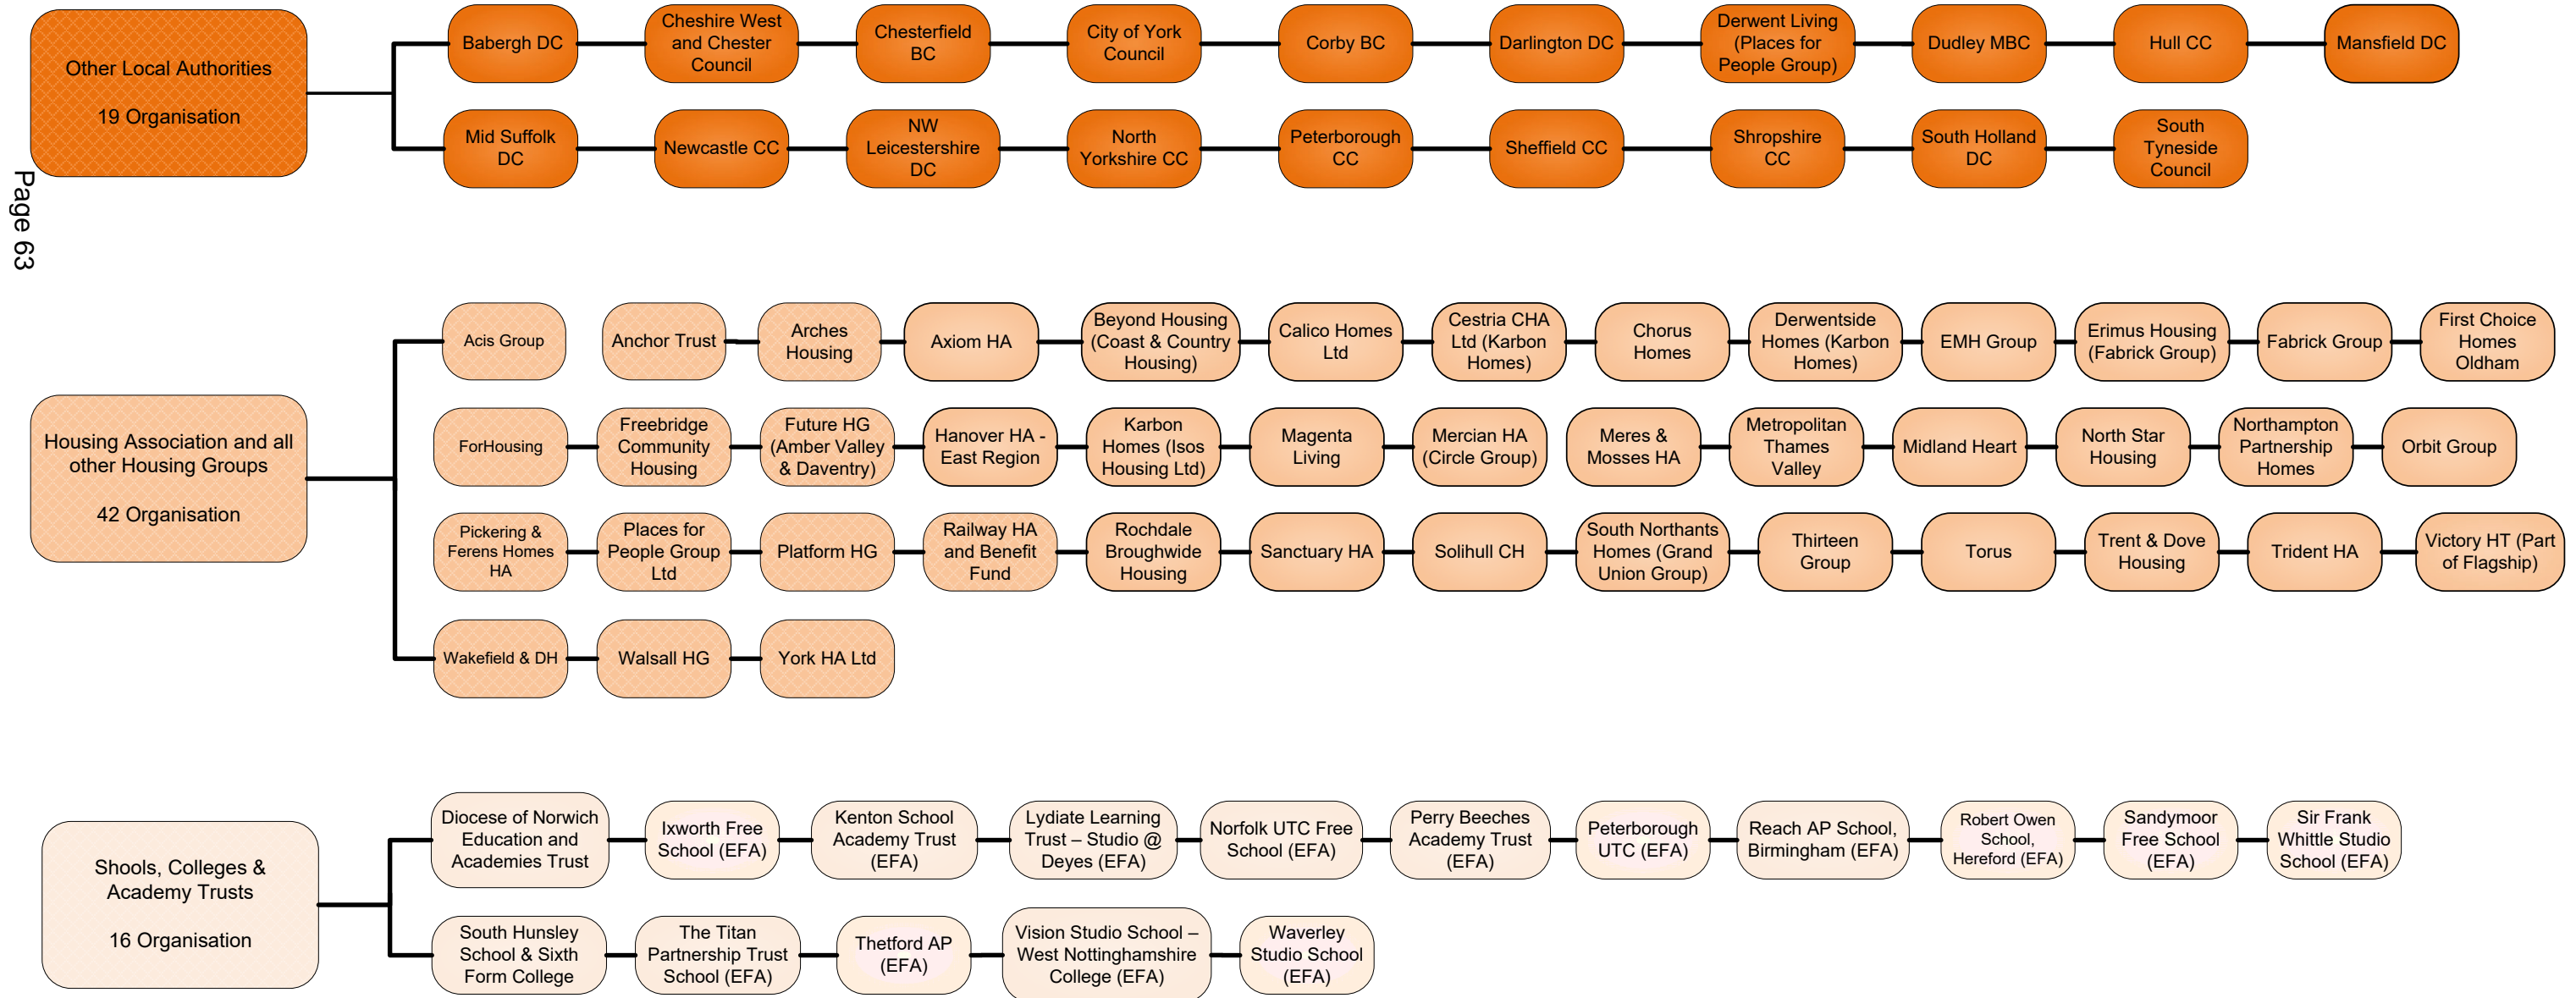 Page 63
Other Local Authorities
19 Organisation
Babergh DC
Cheshire West
and Chester
Council
Chesterfield
BC
City of York
Council
Corby BC
Darlington DC
Derwent Living
(Places for
People Group)
Dudley MBC
Hull CC
Mansfield DC
Mid Suffolk
DC
Newcastle CC
NW
Leicestershire
DC
North
Yorkshire CC
Peterborough
CC
Sheffield CC
Shropshire
CC
South Holland
DC
South
Tyneside
Council
Housing Association and all
other Housing Groups
42 Organisation
Acis Group
Anchor Trust
Arches
Housing
Axiom HA
Beyond Housing
(Coast & Country
Housing)
Calico Homes
Ltd
Cestria CHA
Ltd (Karbon
Homes)
Chorus
Homes
Derwentside
Homes (Karbon
Homes)
EMH Group
Erimus Housing
(Fabrick Group)
Fabrick Group
First Choice
Homes
Oldham
ForHousing
Freebridge
Community
Housing
Future HG
(Amber Valley
& Daventry)
Hanover HA -
East Region
Karbon
Homes (Isos
Housing Ltd)
Magenta
Living
Mercian HA
(Circle Group)
Meres &
Mosses HA
Metropolitan
Thames
Valley
Midland Heart
North Star
Housing
Northampton
Partnership
Homes
Orbit Group
Pickering &
Ferens Homes
HA
Places for
People Group
Ltd
Platform HG
Railway HA
and Benefit
Fund
Rochdale
Broughwide
Housing
Sanctuary HA
Solihull CH
South Northants
Homes (Grand
Union Group)
Thirteen
Group
Torus
Trent & Dove
Housing
Trident HA
Victory HT (Part
of Flagship)
Wakefield & DH
Walsall HG
York HA Ltd
Shools, Colleges &
Academy Trusts
16 Organisation
Diocese of Norwich
Education and
Academies Trust
Ixworth Free
School (EFA)
Kenton School
Academy Trust
(EFA)
Lydiate Learning
Trust – Studio @
Deyes (EFA)
Norfolk UTC Free
School (EFA)
Perry Beeches
Academy Trust
(EFA)
Peterborough
UTC (EFA)
Reach AP School,
Birmingham (EFA)
Robert Owen
School,
Hereford (EFA)
Sandymoor
Free School
(EFA)
Sir Frank
Whittle Studio
School (EFA)
South Hunsley
School & Sixth
Form College
The Titan
Partnership Trust
School (EFA)
Thetford AP
(EFA)
Vision Studio School –
West Nottinghamshire
College (EFA)
Waverley
Studio School
(EFA)